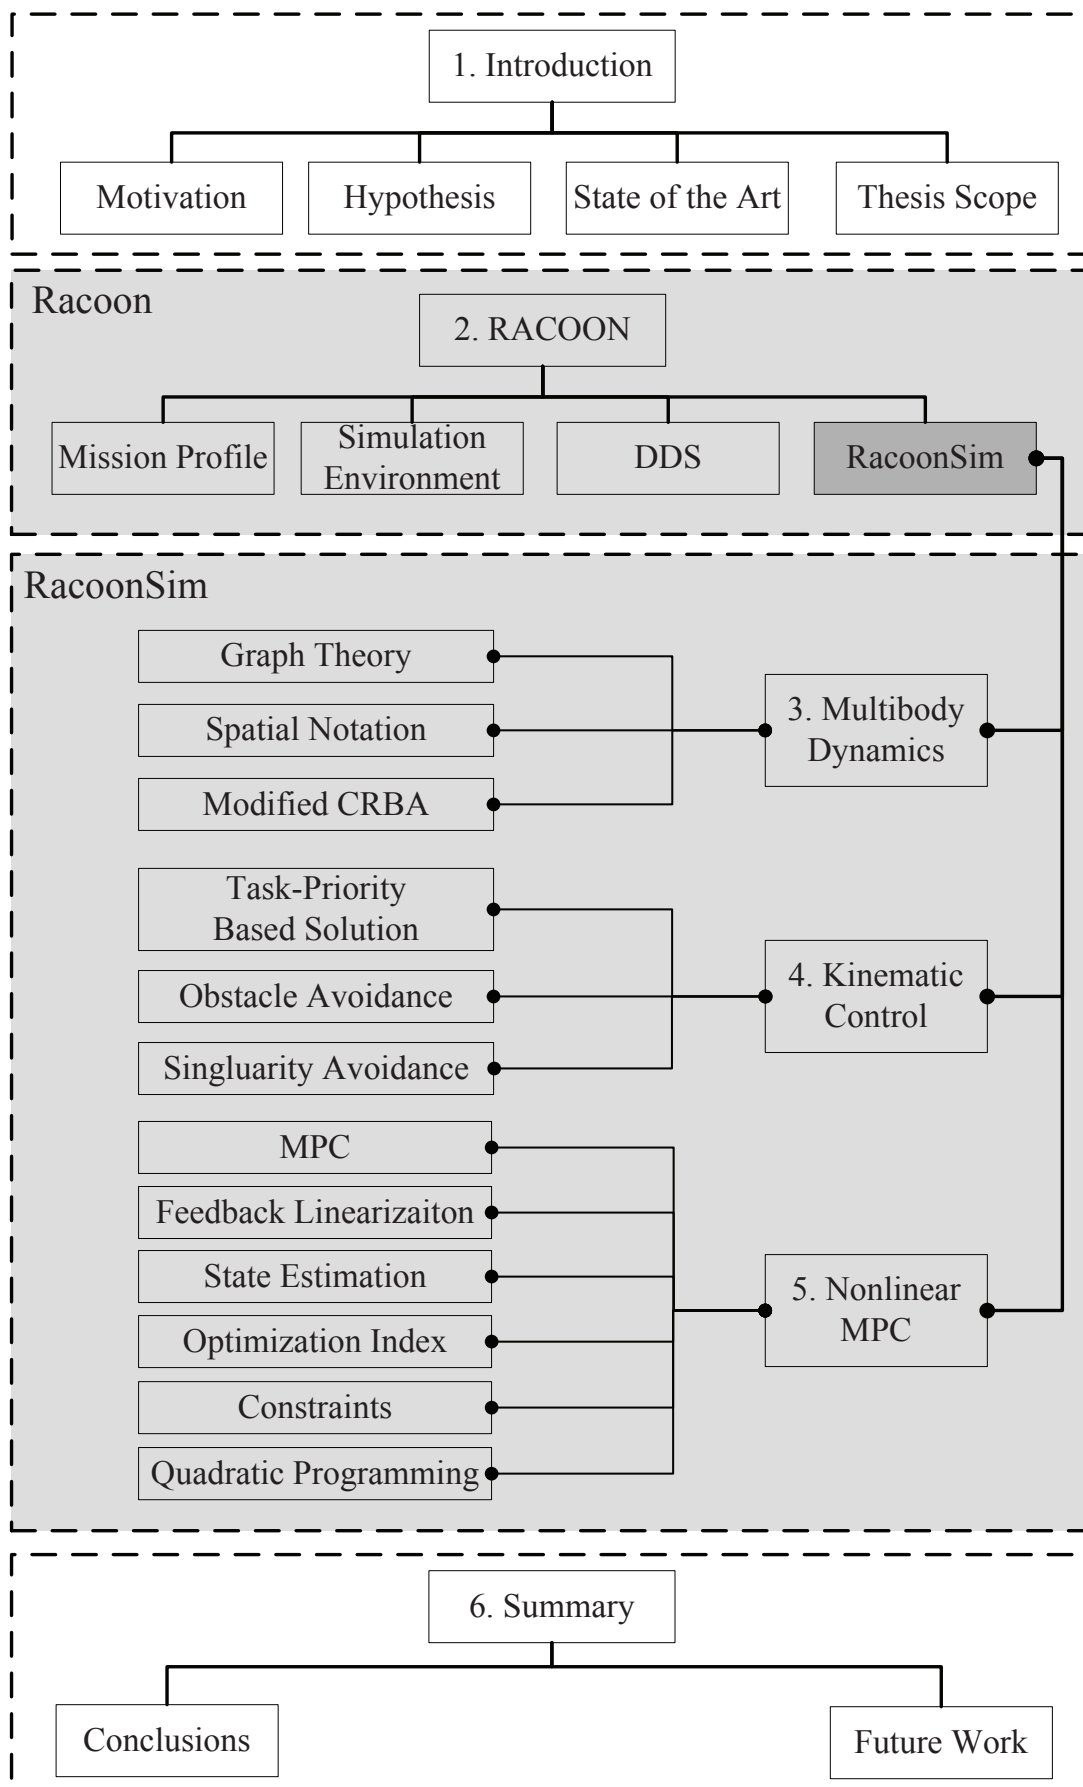 1. Introduction
Motivation
Hypothesis
State of the Art
Thesis Scope
Racoon
2. RACOON
Mission Profile
Simulation
Environment
DDS
RacoonSim
RacoonSim
Graph Theory
Spatial Notation
Modified CRBA
3. Multibody
Dynamics
Task-Priority
Based Solution
Obstacle Avoidance
Singluarity Avoidance
4. Kinematic
Control
MPC
Feedback Linearizaiton
State Estimation
Optimization Index
Constraints
Quadratic Programming
5. Nonlinear
MPC
6. Summary
Conclusions
Future Work